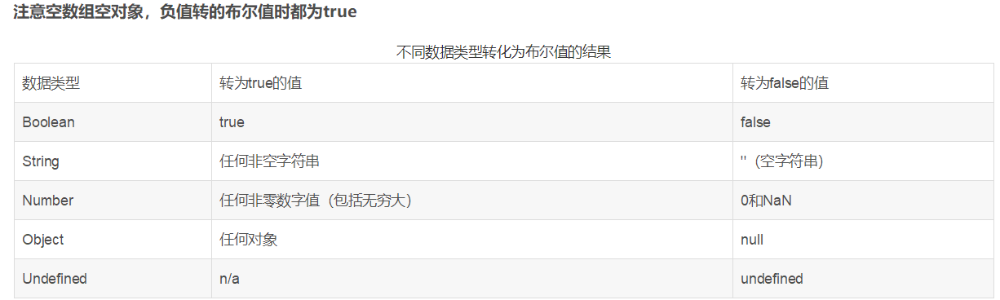 注意空数组空对象，负值转的布尔值时都为true
不同数据类型转化为布尔值的结果
数据类型 转为true的值 转为false的值
Boolean true false
String 任何非空字符串 ''（空字符串）
Number 任何非零数字值（包括无穷大） 0和NaN
Object 任何对象 null
Undefined n/a undefined